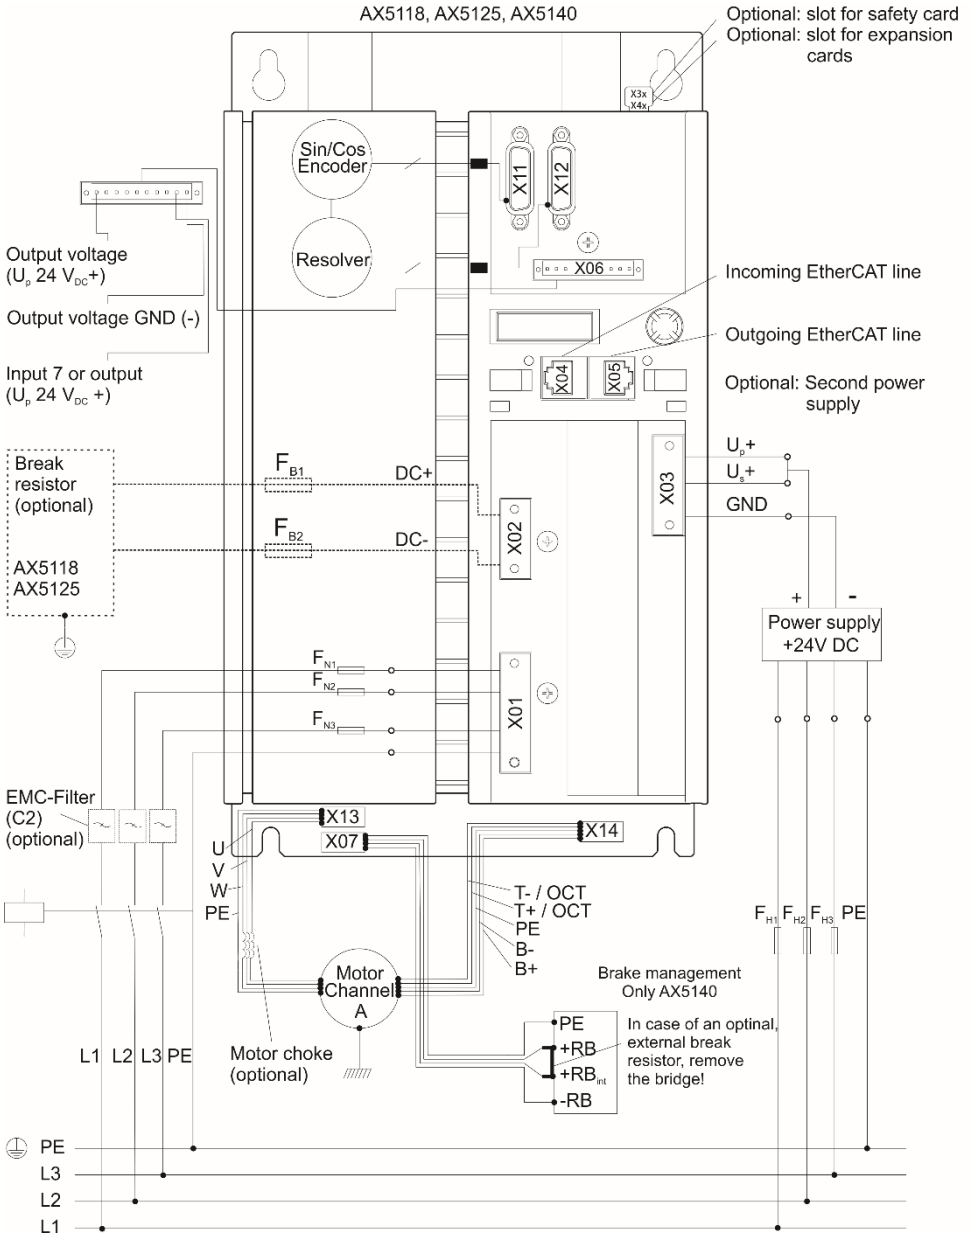 AX5118, AX5125, AX5140
Optional: slot for safety card
Optional: slot for expansion
cards
X3x
X4x
Sin/Cos
Encoder
X11
X12
Resolver
X06
Output voltage
(Up 24 VDC+)
Output voltage GND (-)
Input 7 or output
(Up 24 VDC +)
Incoming EtherCAT line
Outgoing EtherCAT line
X04
X05
Optional: Second power
supply
Break
resistor
(optional)
AX5118
AX5125
FB1
DC+
FB2
DC-
X02
X03
Up+
Us+
GND
+ -
Power supply
+24V DC
FN1
FN2
FN3
X01
EMC-Filter
(C2)
(optional)
X13
X07
X14
U
V
W
PE
T- / OCT
T+ / OCT
PE
B-
B+
FH1 FH2 FH3 PE
Motor
Channel
A
Brake management
Only AX5140
PE
+RB
+RBint
-RB
In case of an optinal,
external break
resistor, remove
the bridge!
L1 L2 L3 PE
Motor choke
(optional)
PE
L3
L2
L1